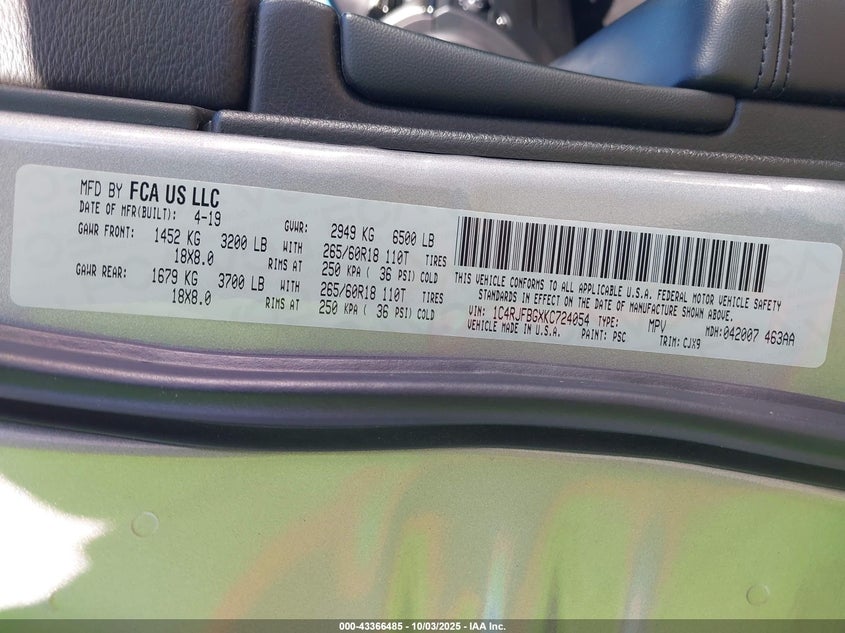 MFD BY FCA US LLC
DATE OF MFR(BUILT): 4-19 GVWR: 2949 KG 6500 LB
GAWR FRONT: 1452 KG 3200 LB WITH 265/60R18 110T TIRES
18X8.0 RIMS AT 250 KPA ( 36 PSI) COLD
GAWR REAR: 1679 KG 3700 LB WITH 265/60R18 110T TIRES
18X8.0 RIMS AT 250 KPA ( 36 PSI) COLD
THIS VEHICLE CONFORMS TO ALL APPLICABLE U.S.A. FEDERAL MOTOR VEHICLE SAFETY
STANDARDS IN EFFECT ON THE DATE OF MANUFACTURE SHOWN ABOVE.
VIN: 1C4RJFBGXKC724054 TYPE: MPV MDH:042007 463AA
VEHICLE MADE IN U.S.A. PAINT: PSC TRIM: CJX9
000-43366485 - 10/03/2025 - IAA Inc.